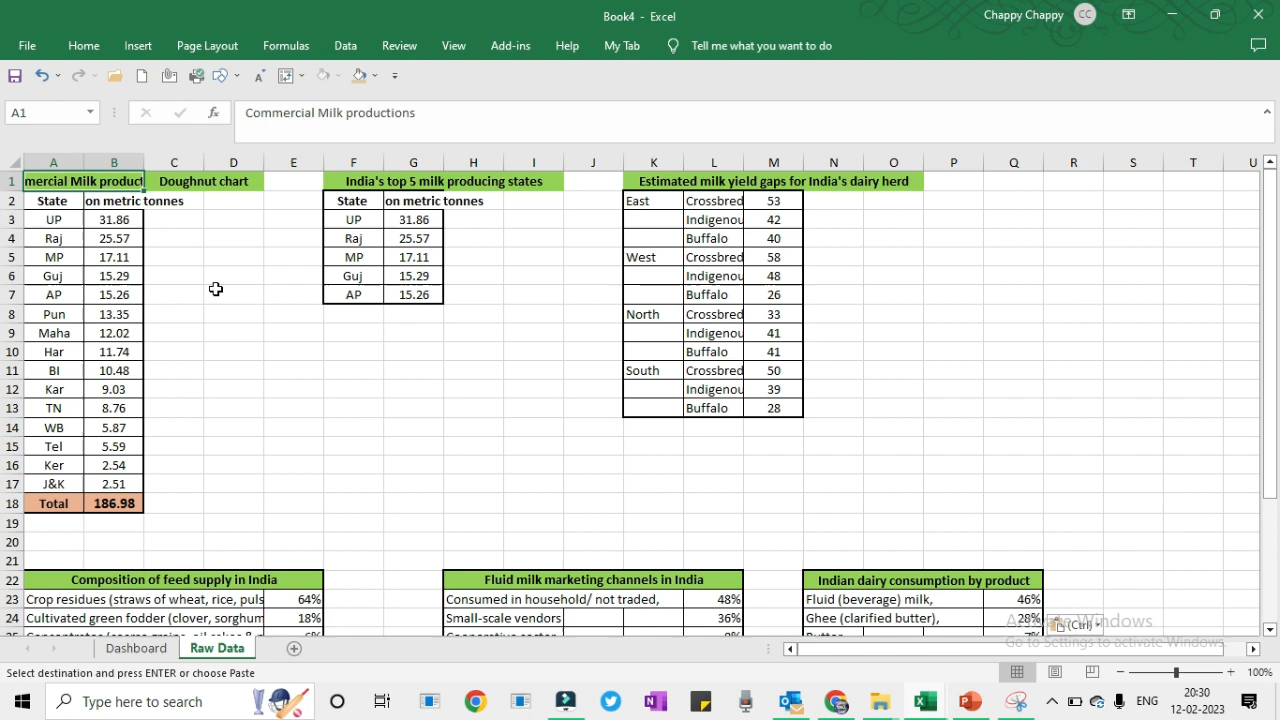 Book4 - Excel
Chappy Chappy CC
File Home Insert Page Layout Formulas Data Review View Add-ins Help My Tab Tell me what you want to do
A1 fx Commercial Milk productions
A B C D E F G H I J K L M N O P Q R S T U
1 mercial Milk product Doughnut chart India's top 5 milk producing states Estimated milk yield gaps for India's dairy herd
2 State on metric tonnes State on metric tonnes East Crossbred 53
3 UP 31.86 UP 31.86 Indigenou 42
4 Raj 25.57 Raj 25.57 Buffalo 40
5 MP 17.11 MP 17.11 West Crossbred 58
6 Guj 15.29 Guj 15.29 Indigenou 48
7 AP 15.26 AP 15.26 Buffalo 26
8 Pun 13.35 North Crossbred 33
9 Maha 12.02 Indigenou 41
10 Har 11.74 Buffalo 41
11 BI 10.48 South Crossbred 50
12 Kar 9.03 Indigenou 39
13 TN 8.76 Buffalo 28
14 WB 5.87
15 Tel 5.59
16 Ker 2.54
17 J&K 2.51
18 Total 186.98
19
20
21
22 Composition of feed supply in India Fluid milk marketing channels in India Indian dairy consumption by product
23 Crop residues (straws of wheat, rice, puls 64% Consumed in household/ not traded, 48% Fluid (beverage) milk, 46%
24 Cultivated green fodder (clover, sorghum 18% Small-scale vendors 36% Ghee (clarified butter), 28%
(Ctrl)
Activate Windows
Go to Settings to activate Windows.
Dashboard Raw Data
Select destination and press ENTER or choose Paste 100%
Type here to search ENG 20:30
12-02-2023